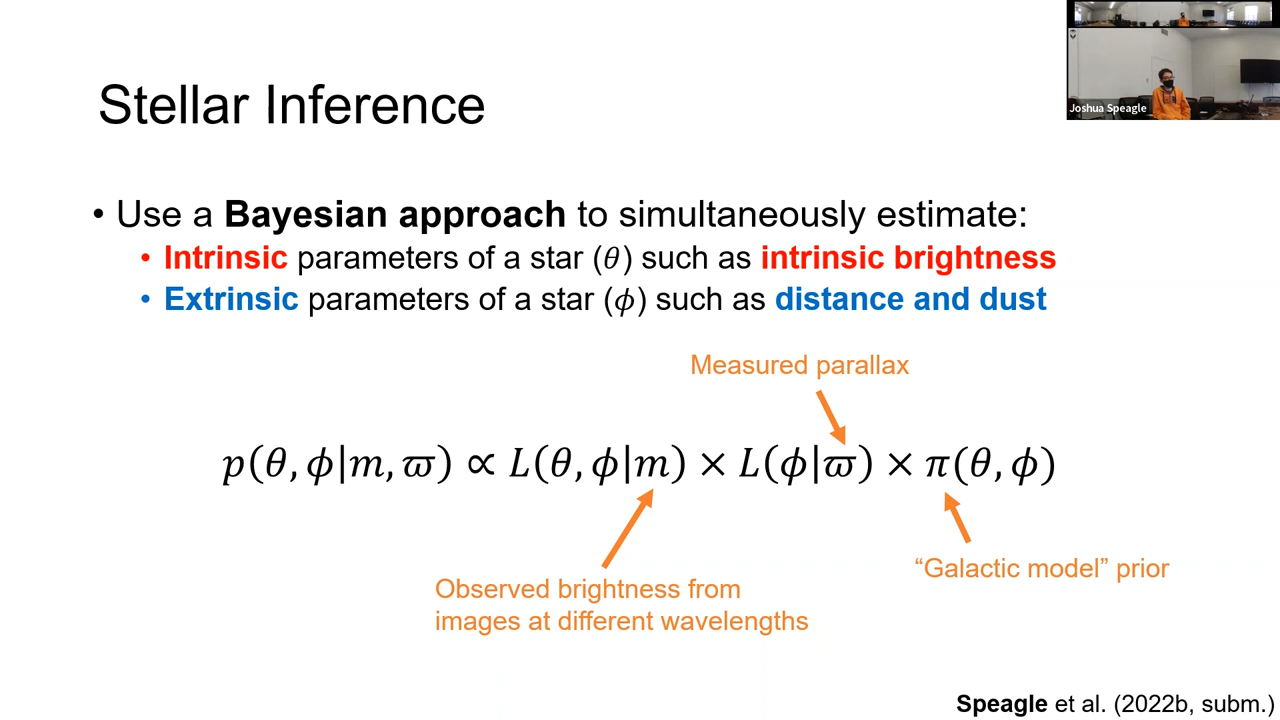 Joshua Speagle
Stellar Inference
• Use a Bayesian approach to simultaneously estimate:
• Intrinsic parameters of a star (θ) such as intrinsic brightness
• Extrinsic parameters of a star (ϕ) such as distance and dust
Measured parallax
p(θ, ϕ|m, ϖ) ∝ L(θ, ϕ|m) × L(ϕ|ϖ) × π(θ, ϕ)
“Galactic model” prior
Observed brightness from
images at different wavelengths
Speagle et al. (2022b, subm.)